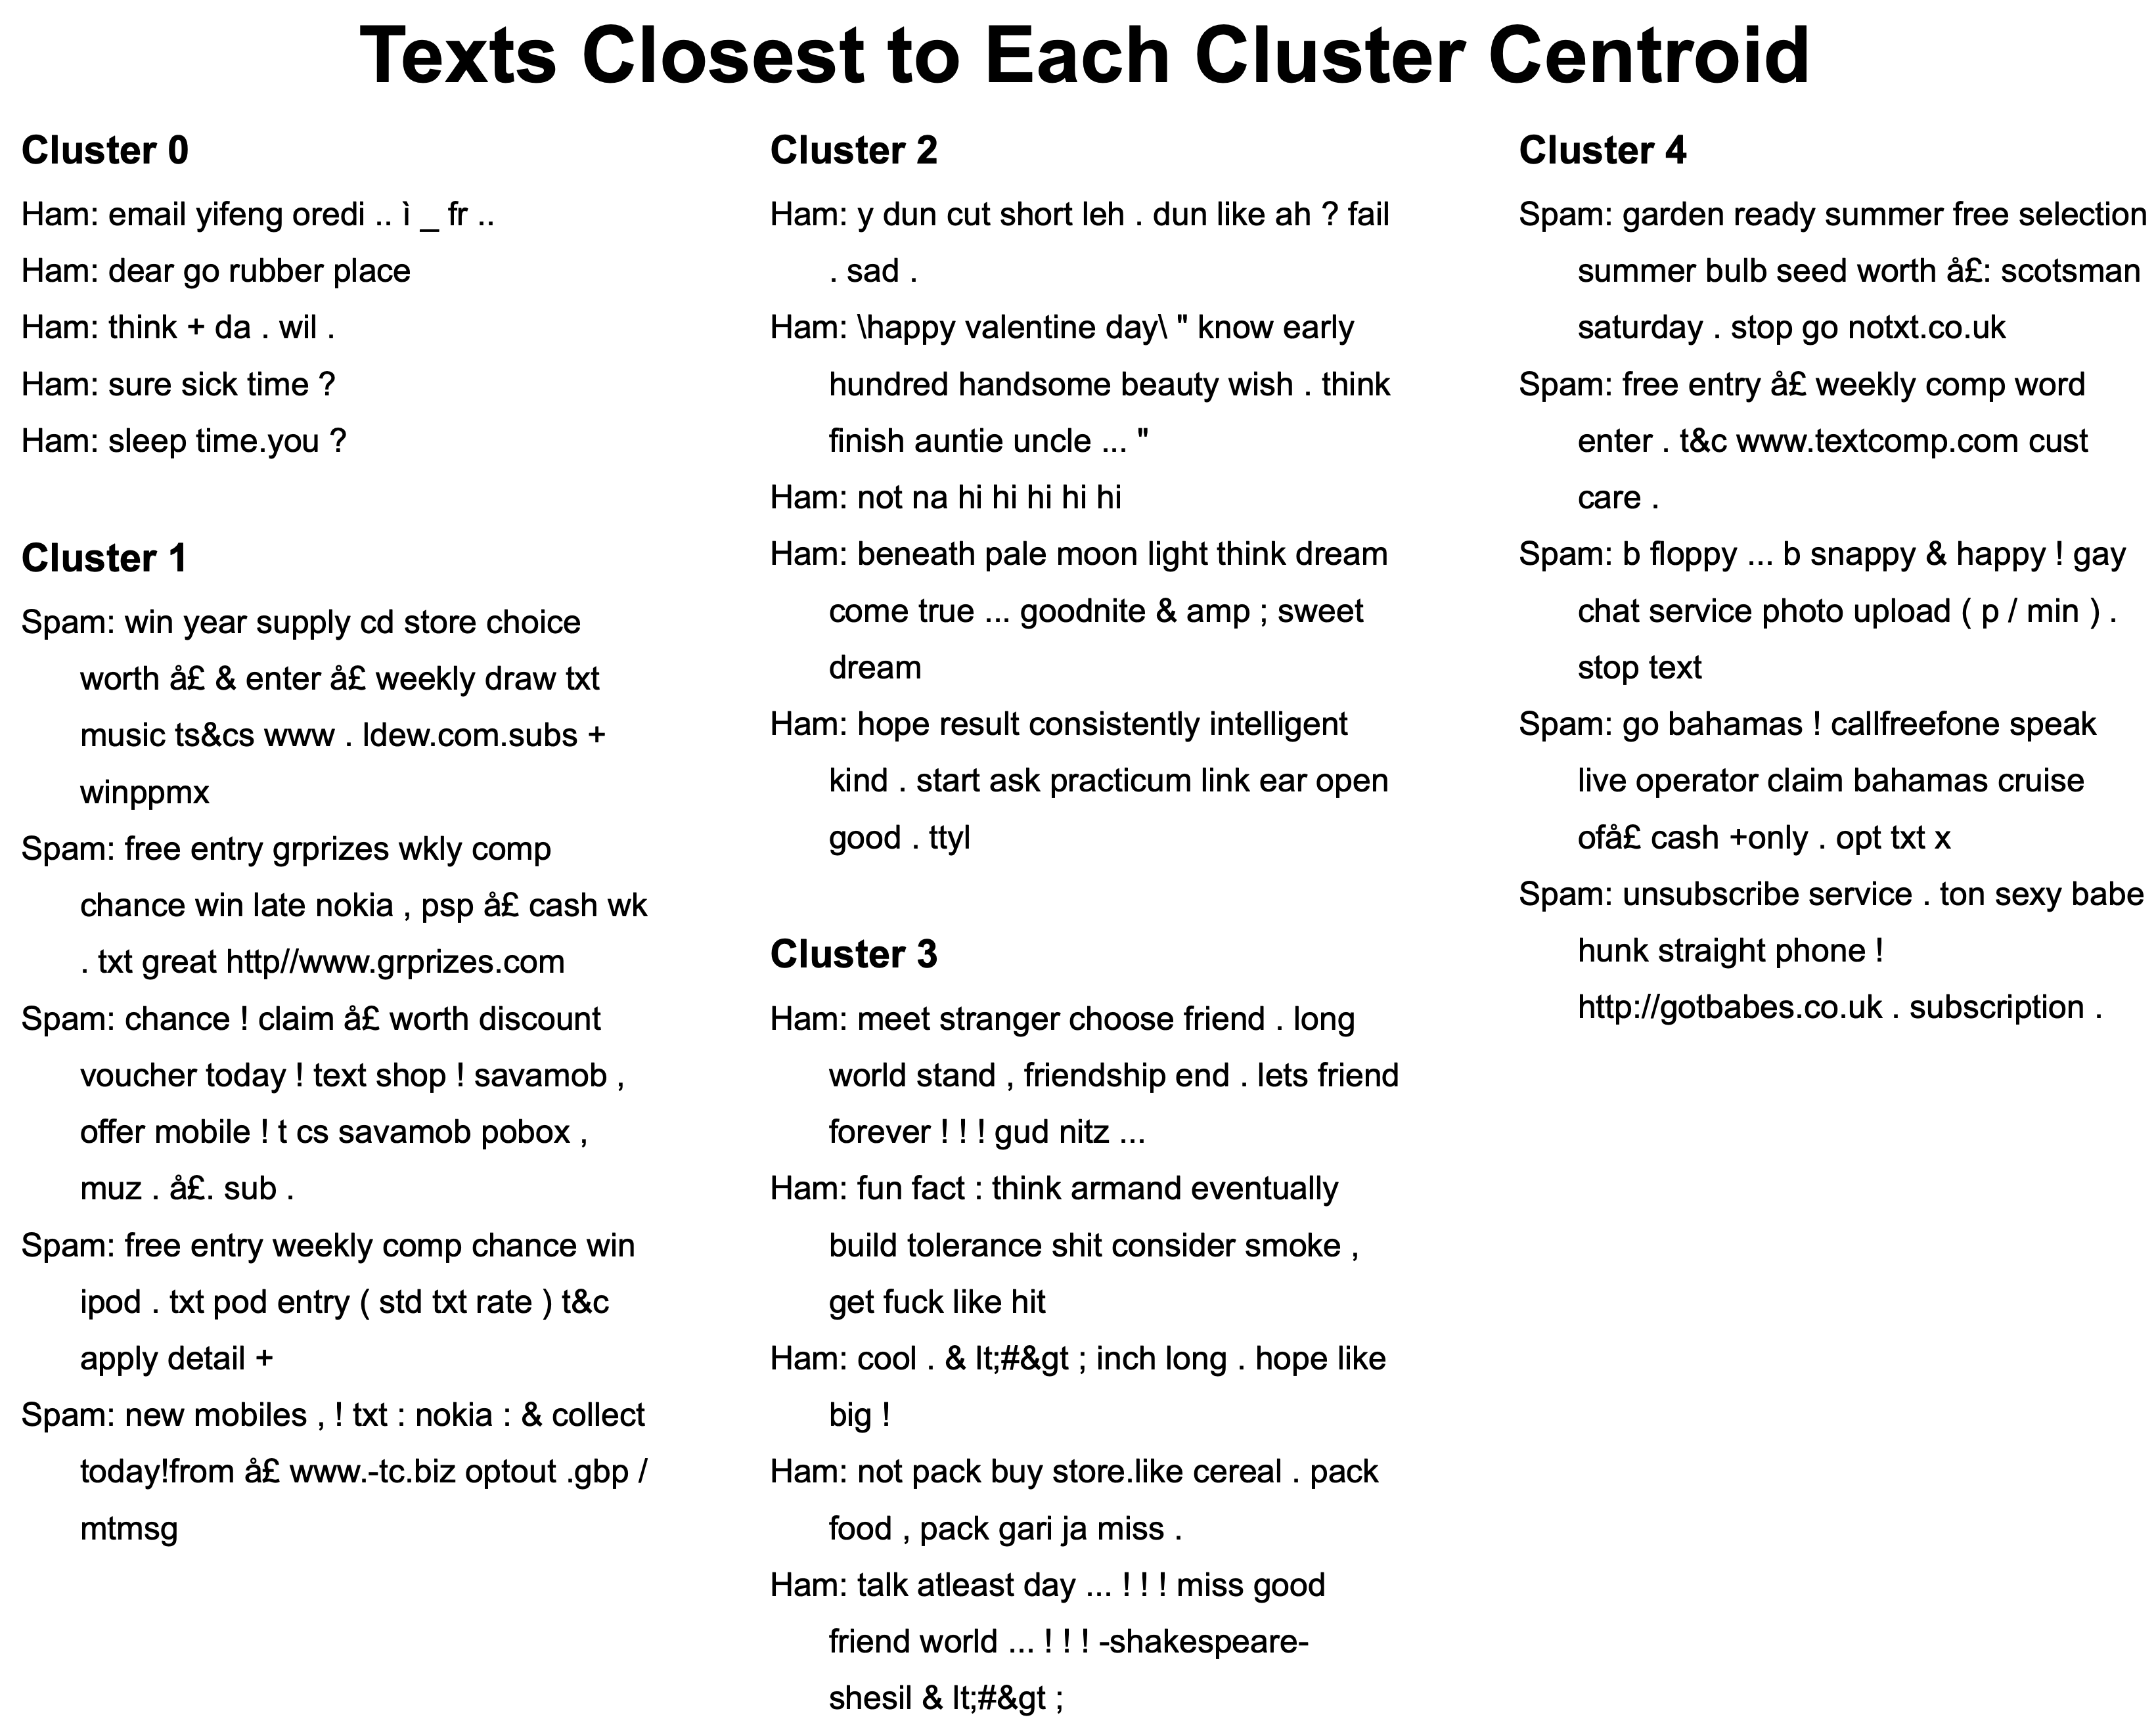 Texts Closest to Each Cluster Centroid
Cluster 0
Ham: email yifeng oredi .. ì _ fr ..
Ham: dear go rubber place
Ham: think + da . wil .
Ham: sure sick time ?
Ham: sleep time.you ?
Cluster 1
Spam: win year supply cd store choice
worth å£ & enter å£ weekly draw txt
music ts&cs www . ldew.com.subs +
winppmx
Spam: free entry grprizes wkly comp
chance win late nokia , psp å£ cash wk
. txt great http//www.grprizes.com
Spam: chance ! claim å£ worth discount
voucher today ! text shop ! savamob ,
offer mobile ! t cs savamob pobox ,
muz . å£. sub .
Spam: free entry weekly comp chance win
ipod . txt pod entry ( std txt rate ) t&c
apply detail +
Spam: new mobiles , ! txt : nokia : & collect
today!from å£ www.-tc.biz optout .gbp /
mtmsg
Cluster 2
Ham: y dun cut short leh . dun like ah ? fail
. sad .
Ham: \happy valentine day\ " know early
hundred handsome beauty wish . think
finish auntie uncle ... "
Ham: not na hi hi hi hi hi
Ham: beneath pale moon light think dream
come true ... goodnite & amp ; sweet
dream
Ham: hope result consistently intelligent
kind . start ask practicum link ear open
good . ttyl
Cluster 3
Ham: meet stranger choose friend . long
world stand , friendship end . lets friend
forever ! ! ! gud nitz ...
Ham: fun fact : think armand eventually
build tolerance shit consider smoke ,
get fuck like hit
Ham: cool . & lt;#&gt ; inch long . hope like
big !
Ham: not pack buy store.like cereal . pack
food , pack gari ja miss .
Ham: talk atleast day ... ! ! ! miss good
friend world ... ! ! ! -shakespeare-
shesil & lt;#&gt ;
Cluster 4
Spam: garden ready summer free selection
summer bulb seed worth å£: scotsman
saturday . stop go notxt.co.uk
Spam: free entry å£ weekly comp word
enter . t&c www.textcomp.com cust
care .
Spam: b floppy ... b snappy & happy ! gay
chat service photo upload ( p / min ) .
stop text
Spam: go bahamas ! callfreefone speak
live operator claim bahamas cruise
ofå£ cash +only . opt txt x
Spam: unsubscribe service . ton sexy babe
hunk straight phone !
http://gotbabes.co.uk . subscription .